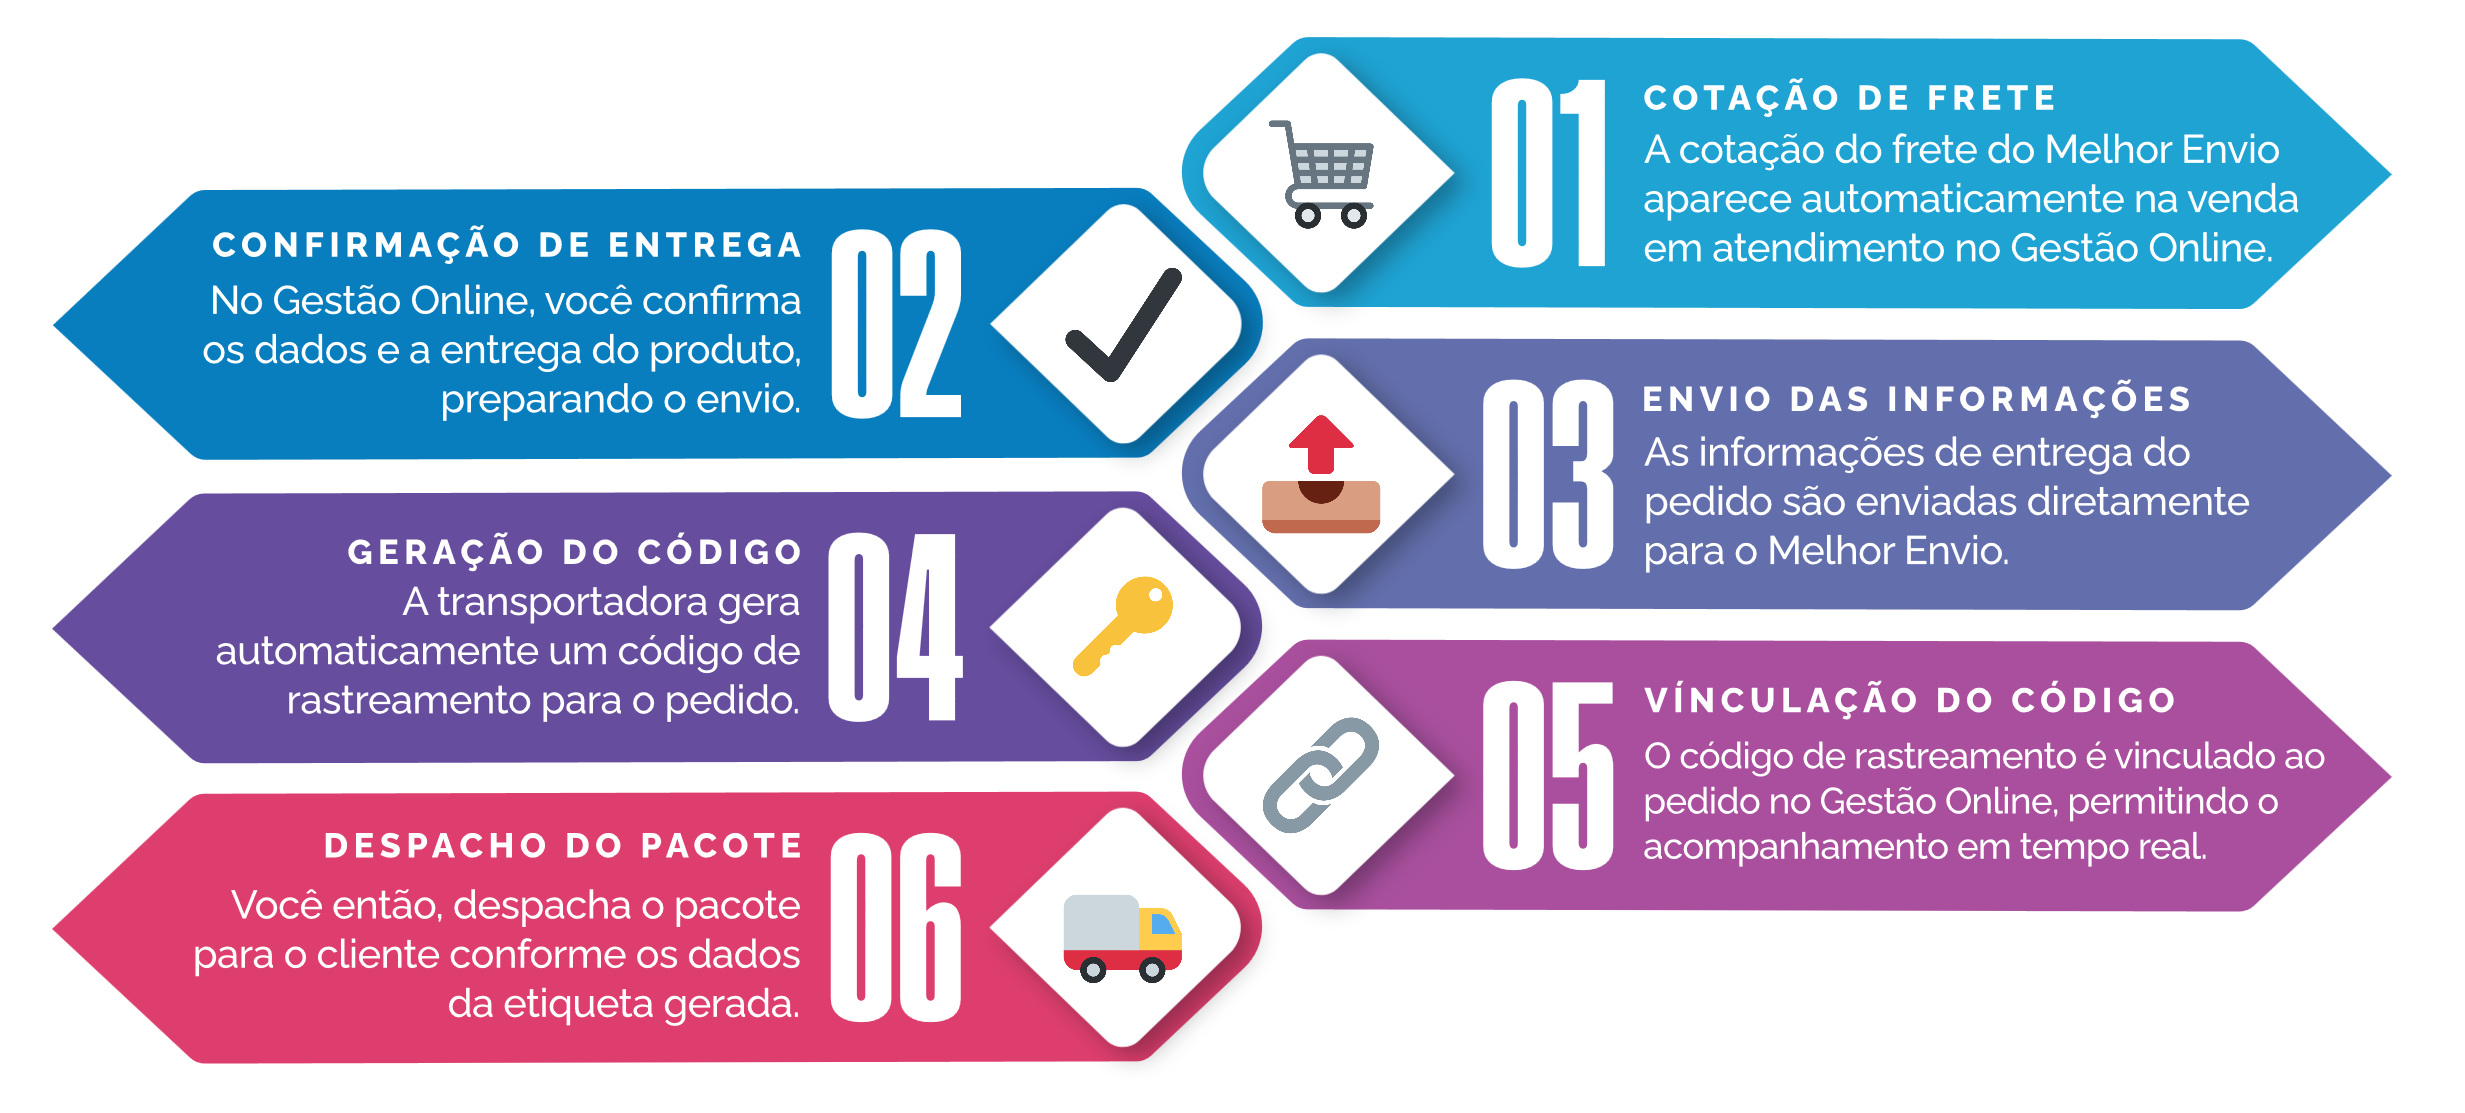 01
COTAÇÃO DE FRETE
A cotação do frete do Melhor Envio
aparece automaticamente na venda
em atendimento no Gestão Online.
02
CONFIRMAÇÃO DE ENTREGA
No Gestão Online, você confirma
os dados e a entrega do produto,
preparando o envio.
03
ENVIO DAS INFORMAÇÕES
As informações de entrega do
pedido são enviadas diretamente
para o Melhor Envio.
04
GERAÇÃO DO CÓDIGO
A transportadora gera
automaticamente um código de
rastreamento para o pedido.
05
VÍNCULAÇÃO DO CÓDIGO
O código de rastreamento é vinculado ao
pedido no Gestão Online, permitindo o
acompanhamento em tempo real.
06
DESPACHO DO PACOTE
Você então, despacha o pacote
para o cliente conforme os dados
da etiqueta gerada.